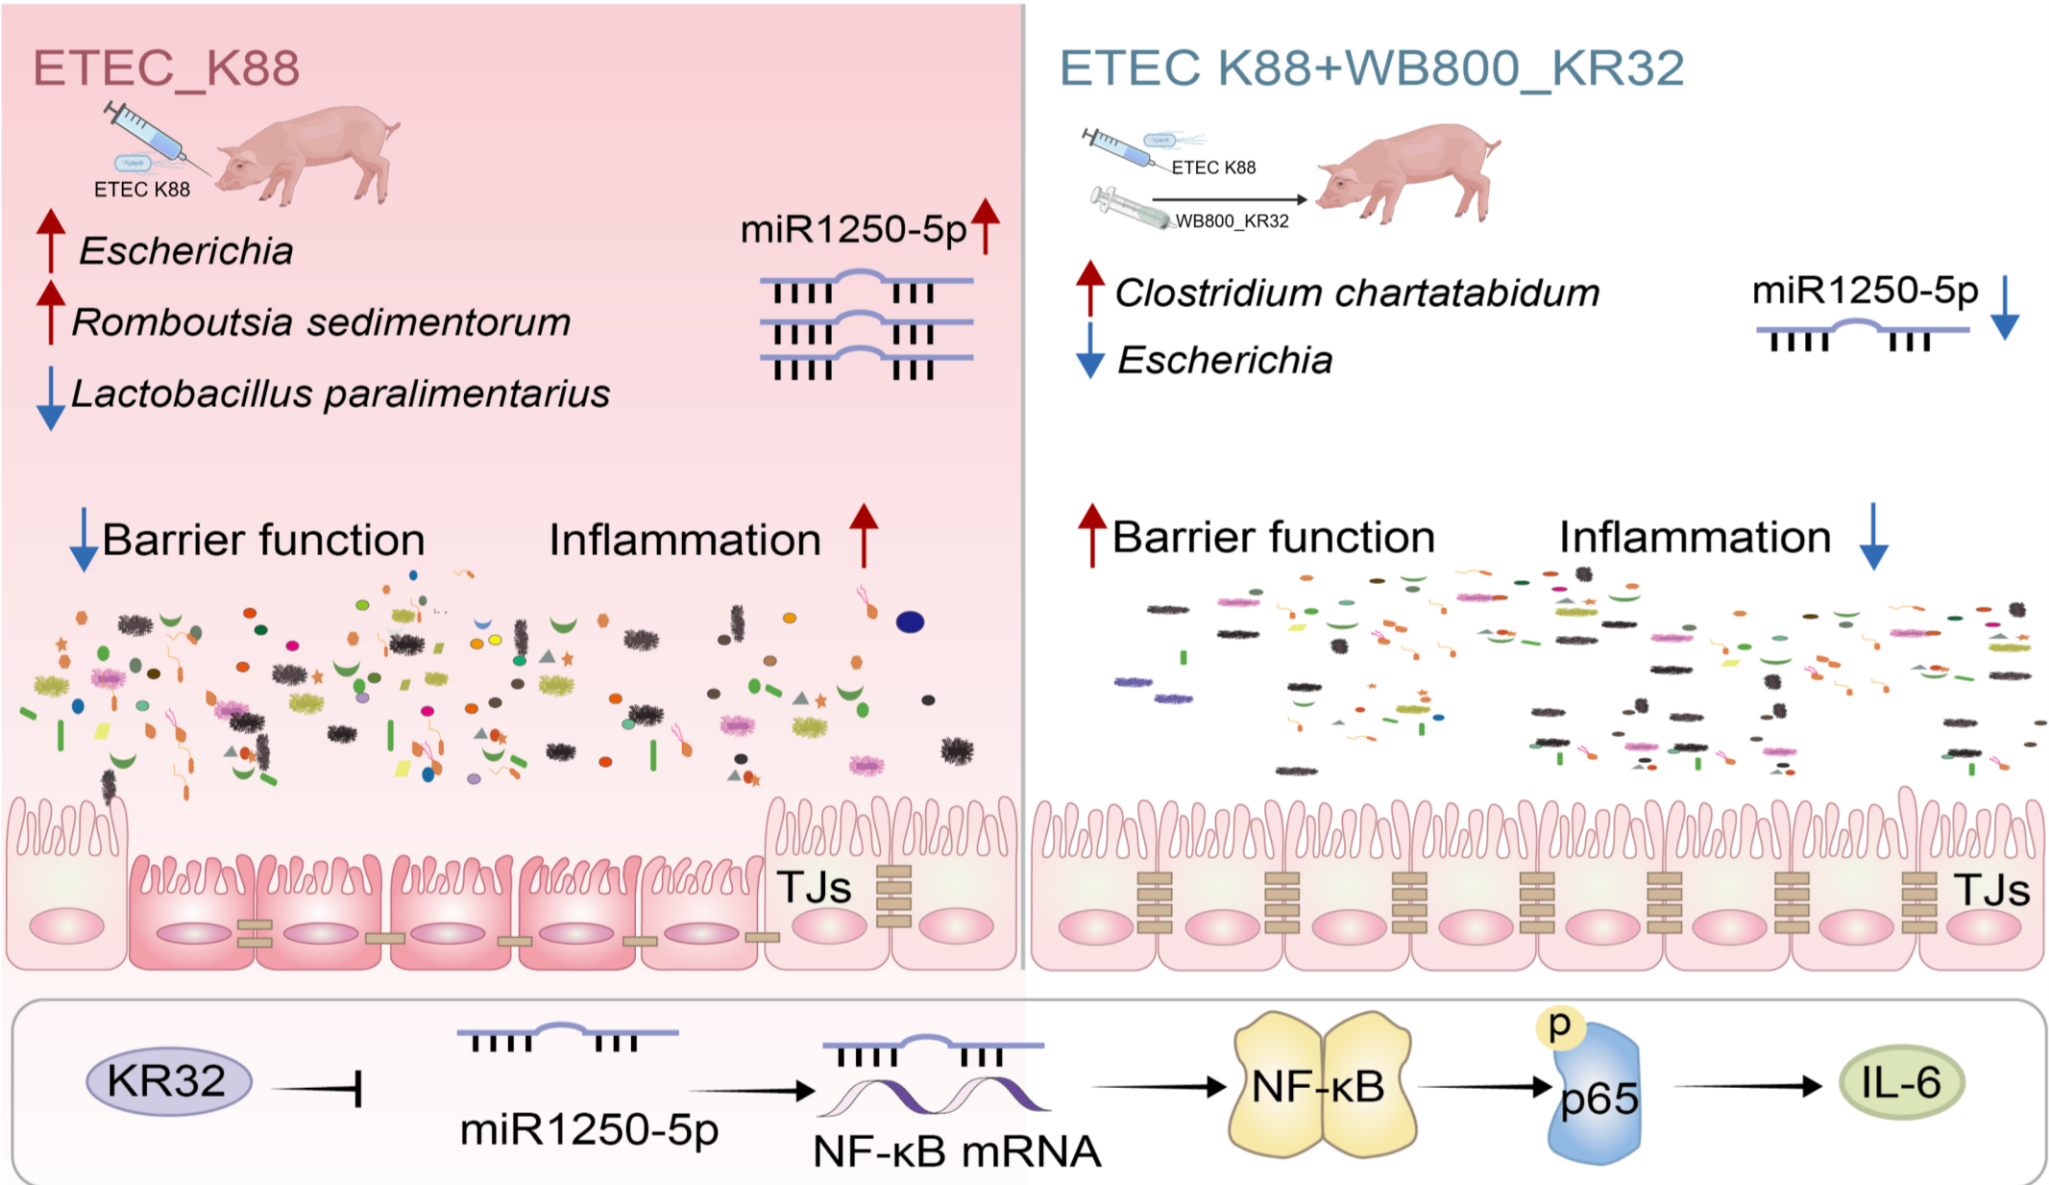 ETEC_K88
ETEC K88
Escherichia
Romboutsia sedimentorum
Lactobacillus paralimentarius
miR1250-5p
Barrier function
Inflammation
TJs
ETEC K88+WB800_KR32
ETEC K88
WB800_KR32
Clostridium chartatabidum
Escherichia
miR1250-5p
Barrier function
Inflammation
TJs
KR32
miR1250-5p
NF-κB mRNA
NF-κB
p
p65
IL-6